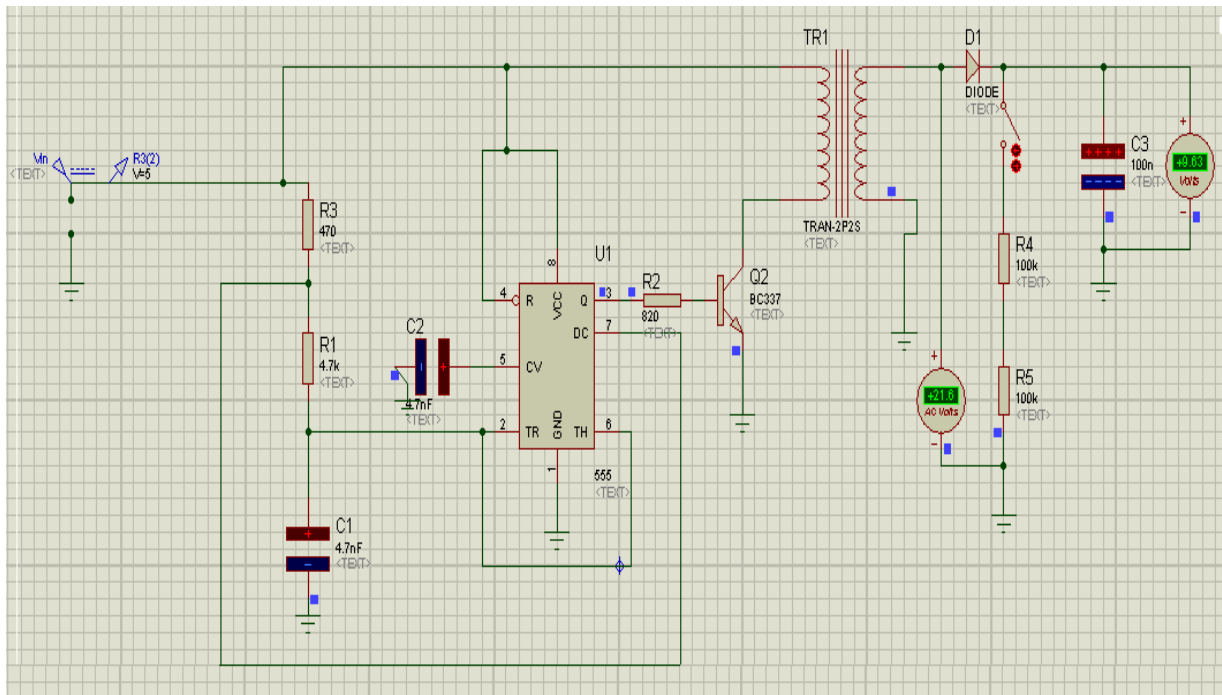 TR1
D1
DIODE
<TEXT>
Vin
<TEXT>
R3(2)
V=5
C3
100n
<TEXT>
+9.63
Volts
R3
470
<TEXT>
TRAN-2P2S
<TEXT>
R4
100k
<TEXT>
U1
8
VCC
4
R
Q
3
R2
820
<TEXT>
Q2
BC337
<TEXT>
DC
7
C2
4.7nF
<TEXT>
5
CV
R1
4.7k
<TEXT>
+21.6
AC Volts
R5
100k
<TEXT>
2
TR
GND
TH
6
1
555
<TEXT>
C1
4.7nF
<TEXT>